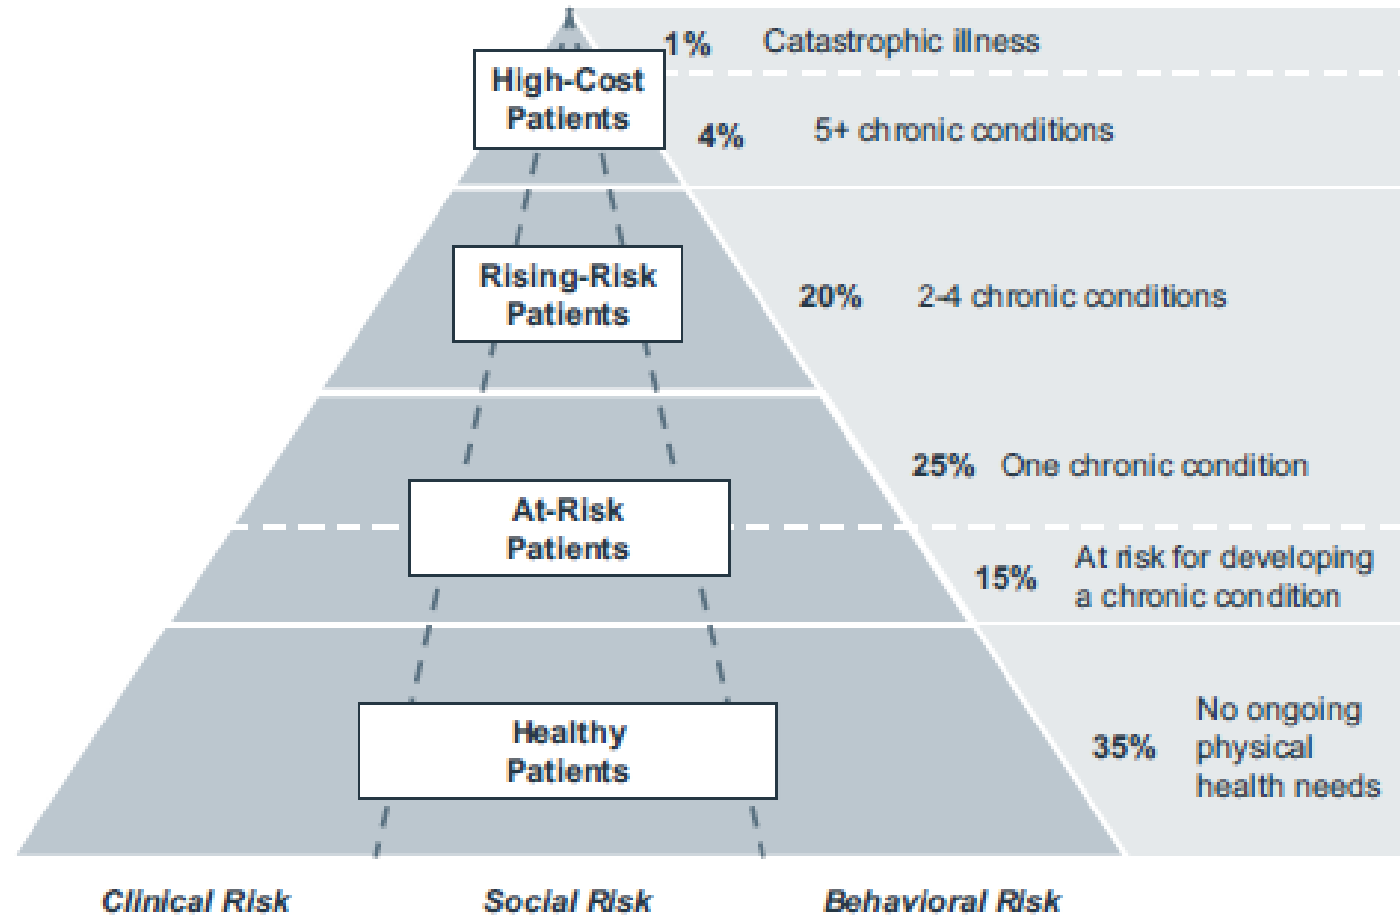 1% Catastrophic illness
High-Cost
Patients
4% 5+ chronic conditions
Rising-Risk
Patients
20% 2-4 chronic conditions
25% One chronic condition
At-Risk
Patients
15% At risk for developing
a chronic condition
Healthy
Patients
35% No ongoing
physical
health needs
Clinical Risk Social Risk Behavioral Risk